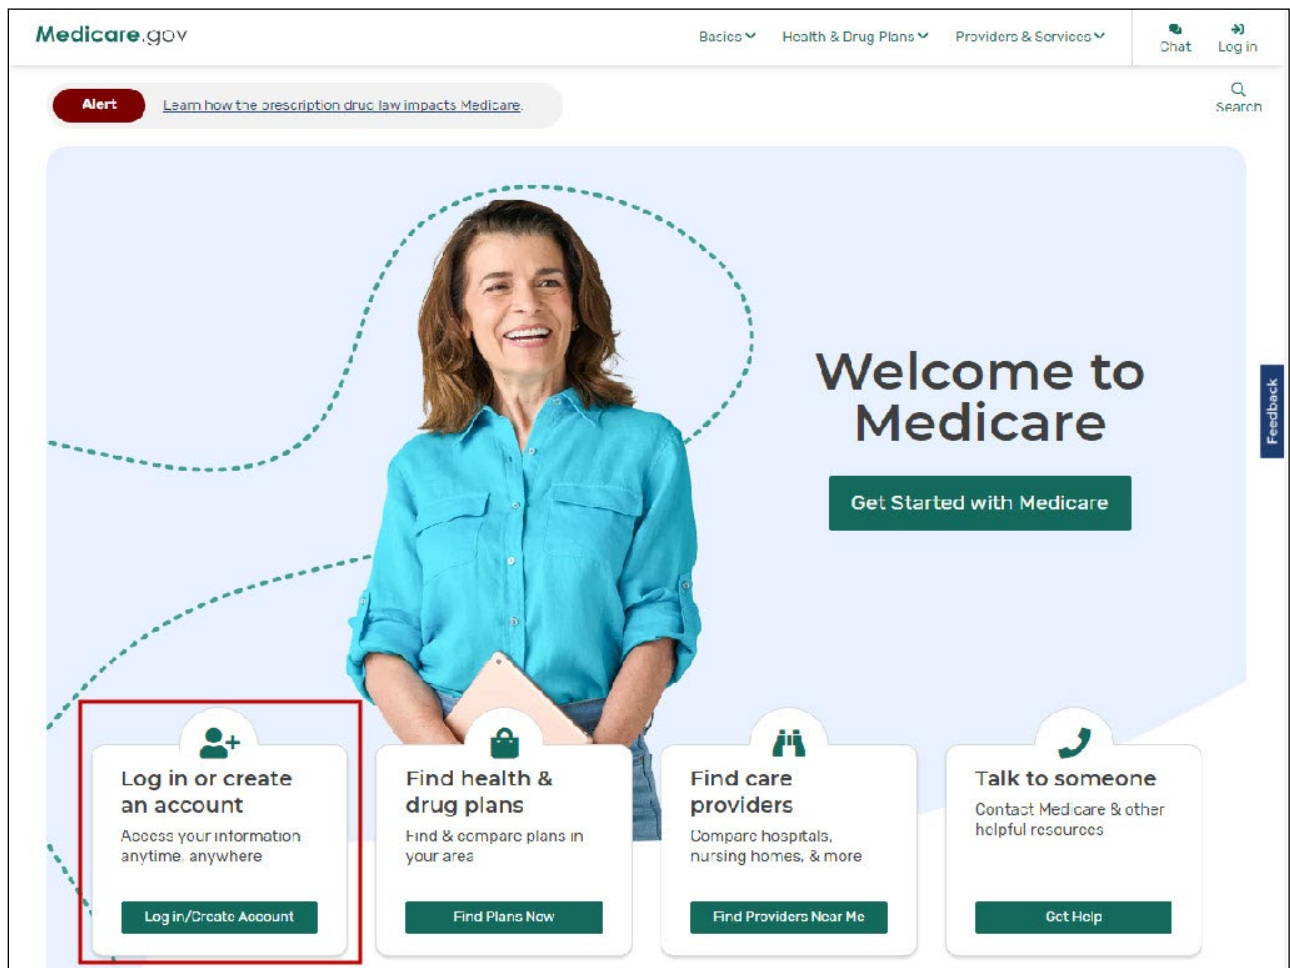 Medicare.gov
Basics
Health & Drug Plans
Providers & Services
Chat
Log in
Alert
Learn how the prescription drug law impacts Medicare.
Search
Welcome to
Medicare
Get Started with Medicare
Feedback
Log in or create
an account
Access your information
anytime, anywhere
Log in/Create Account
Find health &
drug plans
Find & compare plans in
your area
Find Plans Now
Find care
providers
Compare hospitals,
nursing homes, & more
Find Providers Near Me
Talk to someone
Contact Medicare & other
helpful resources
Get Help